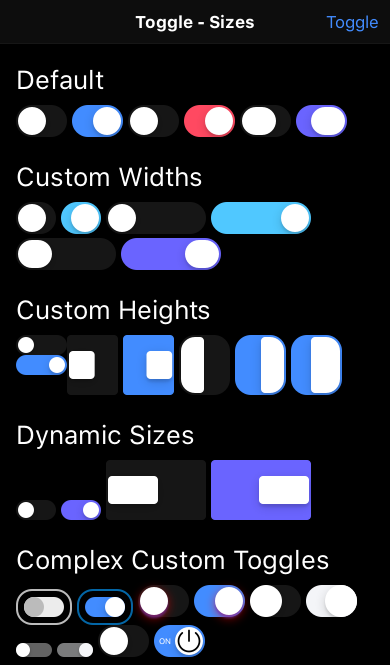 Toggle - Sizes
Toggle
Default
Custom Widths
Custom Heights
Dynamic Sizes
Complex Custom Toggles
ON